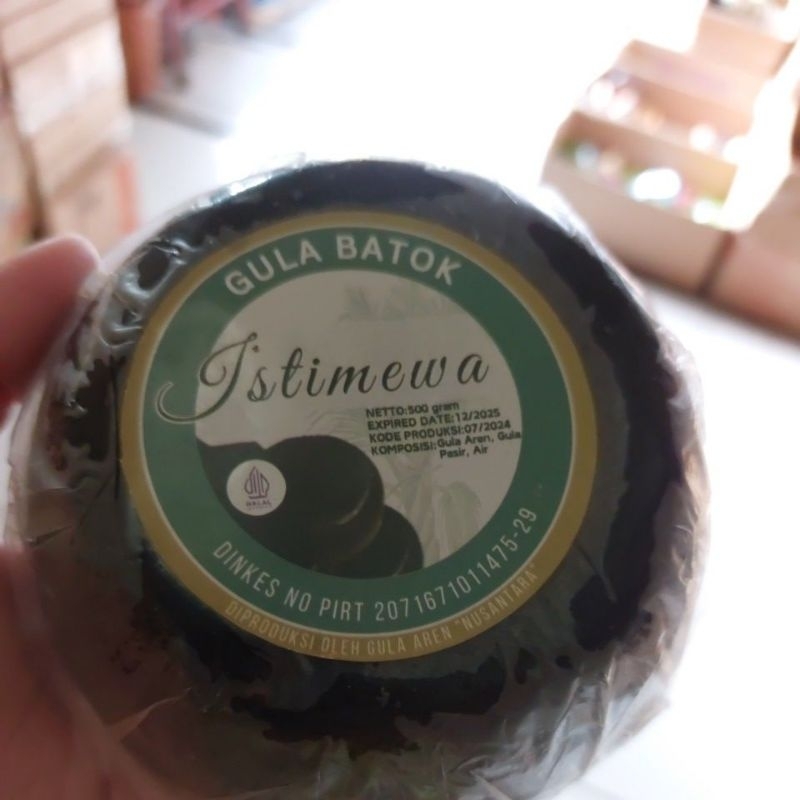 GULA BATOK
Istimewa
NETTO:500 gram
EXPIRED DATE:12/2025
KODE PRODUKSI:07/2024
KOMPOSISI:Gula Aren, Gula
Pasir, Air
HALAL
DINKES NO PIRT 2071671011475-29
DIPRODUKSI OLEH GULA AREN "NUSANTARA"